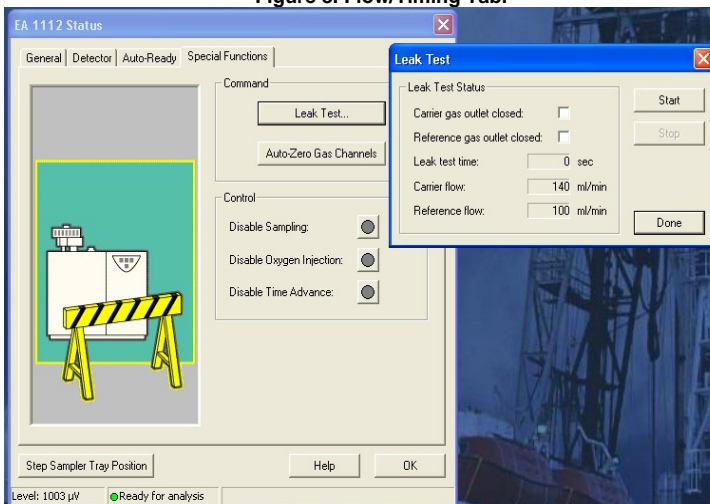 Figure 3: Flow/Timing Tab.
EA 1112 Status
General
Detector
Auto-Ready
Special Functions
Command
Leak Test...
Auto-Zero Gas Channels
Control
Disable Sampling:
Disable Oxygen Injection:
Disable Time Advance:
Step Sampler Tray Position
Help
OK
Level: 1003 µV
Ready for analysis
Leak Test
Leak Test Status
Carrier gas outlet closed:
Reference gas outlet closed:
Leak test time: 0 sec
Carrier flow: 140 ml/min
Reference flow: 100 ml/min
Start
Stop
Done